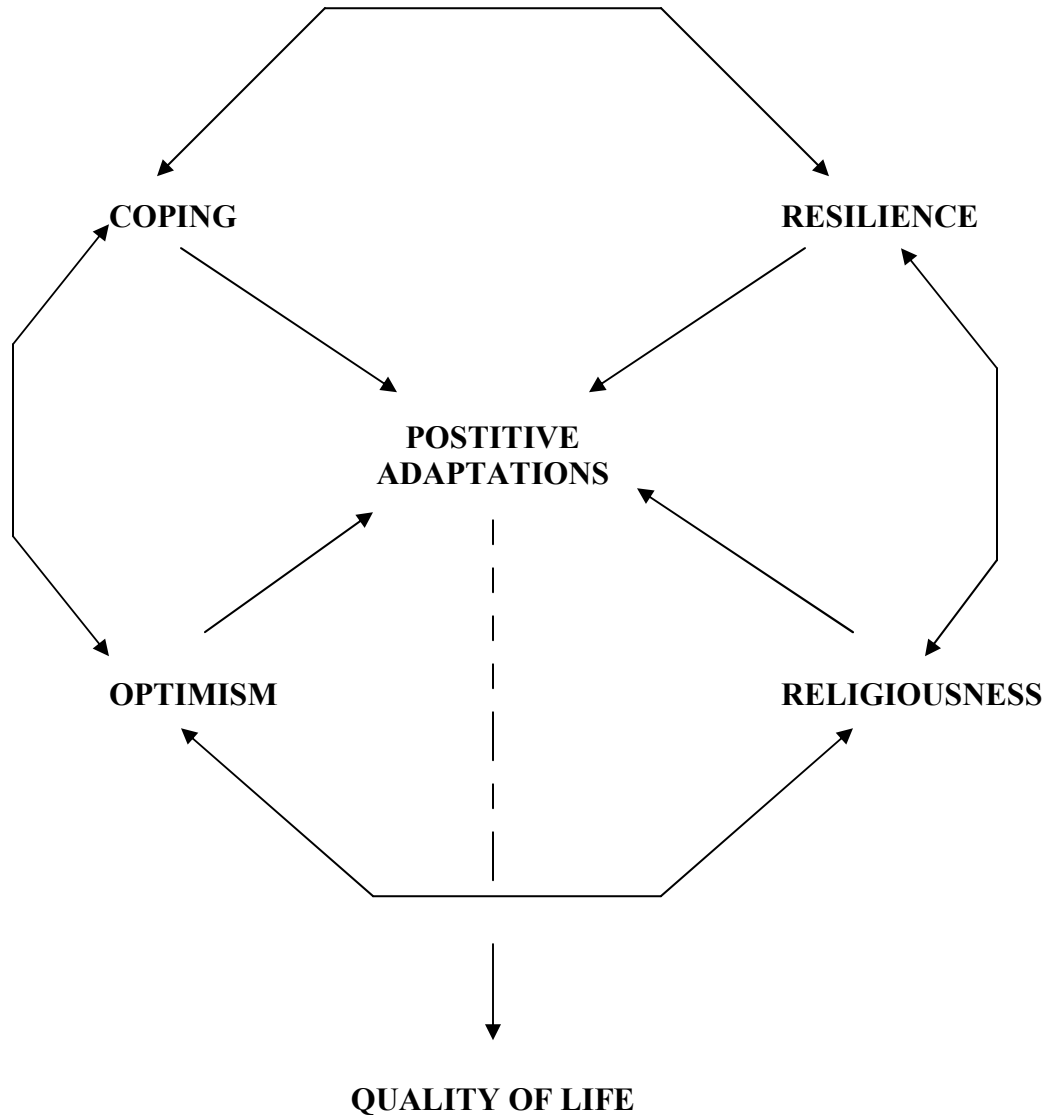 COPING
RESILIENCE
POSTITIVE
ADAPTATIONS
OPTIMISM
RELIGIOUSNESS
QUALITY OF LIFE